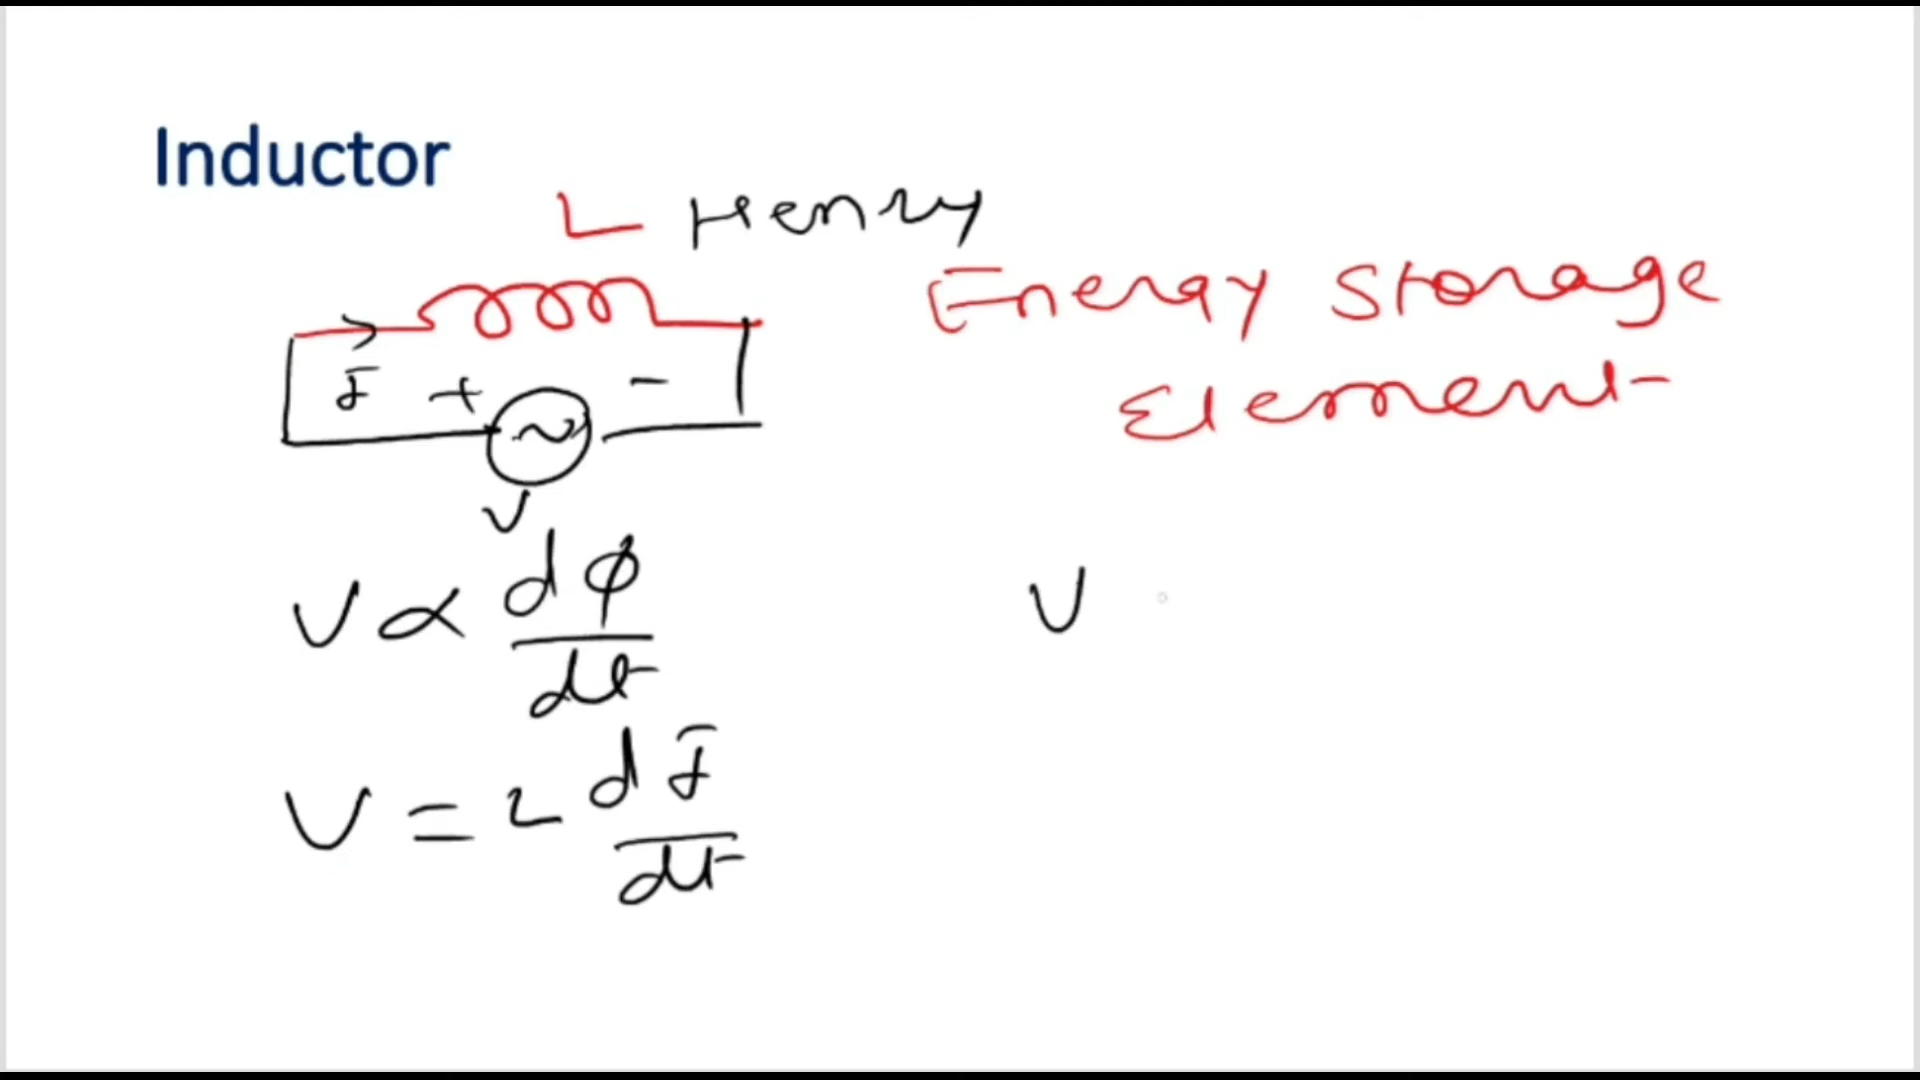 Inductor
L Henry
Energy Storage
Element
I + -
V
V ∝ dφ/dt
V
V = L dI/dt